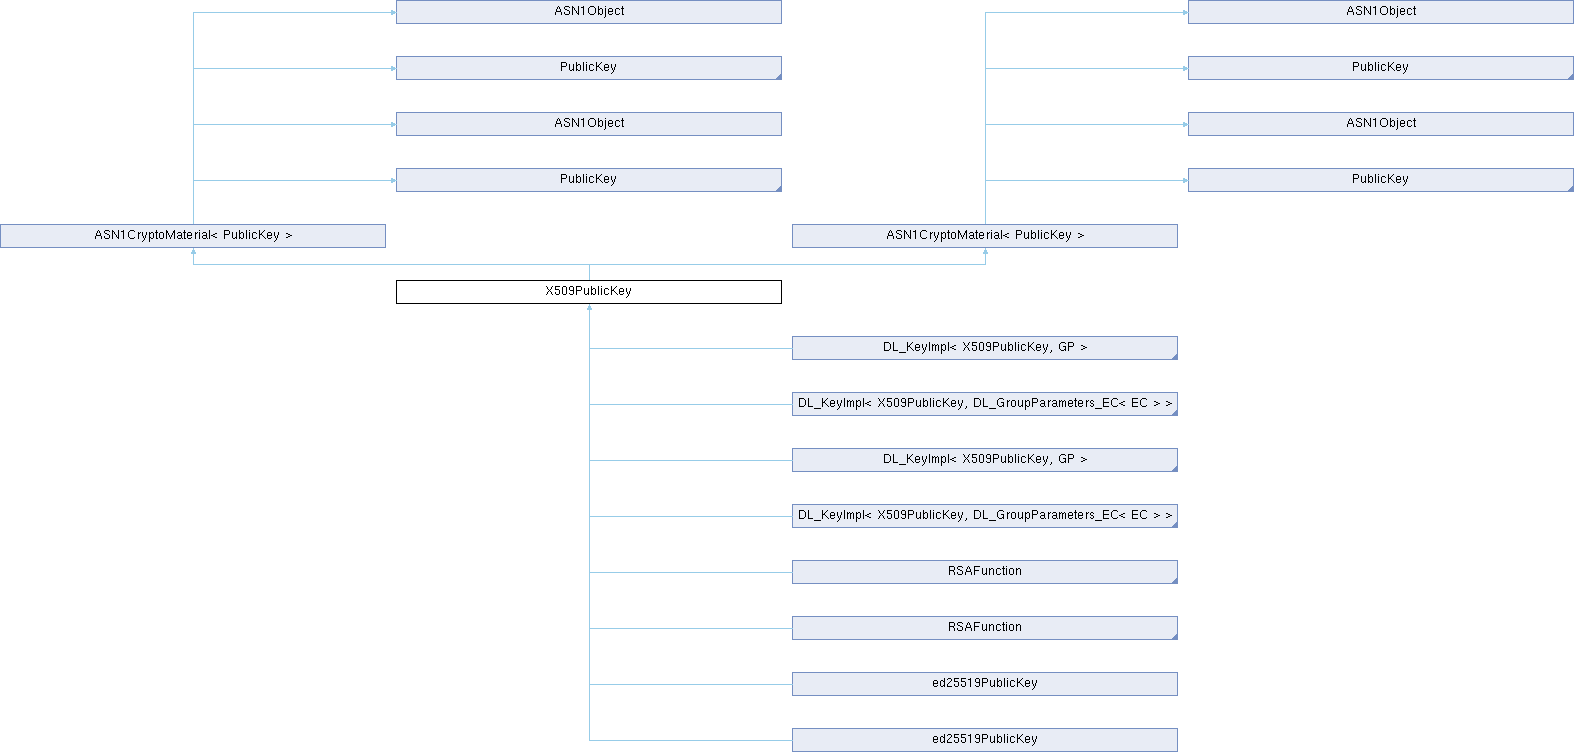 ASN1Object
ASN1Object
PublicKey
PublicKey
ASN1Object
ASN1Object
PublicKey
PublicKey
ASN1CryptoMaterial< PublicKey >
ASN1CryptoMaterial< PublicKey >
X509PublicKey
DL_KeyImpl< X509PublicKey, GP >
DL_KeyImpl< X509PublicKey, DL_GroupParameters_EC< EC > >
DL_KeyImpl< X509PublicKey, GP >
DL_KeyImpl< X509PublicKey, DL_GroupParameters_EC< EC > >
RSAFunction
RSAFunction
ed25519PublicKey
ed25519PublicKey